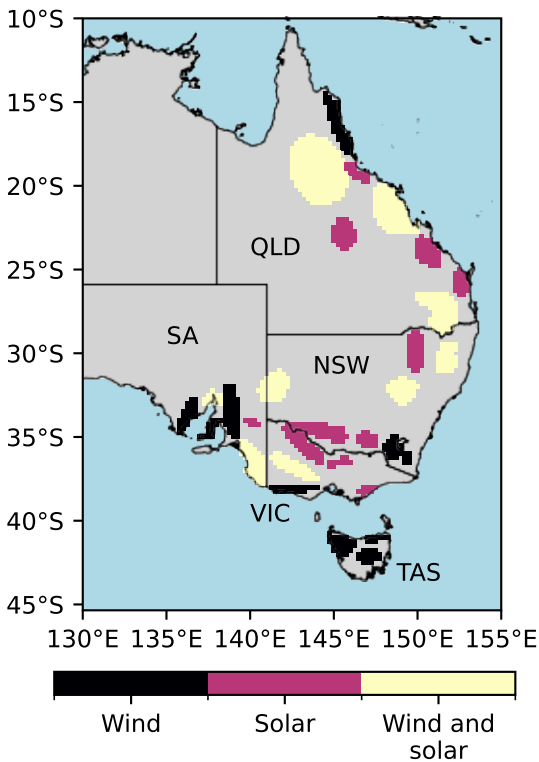 10°S
15°S
20°S
25°S
30°S
35°S
40°S
45°S
QLD
SA
NSW
VIC
TAS
130°E 135°E 140°E 145°E 150°E 155°E
Wind Solar Wind and
solar